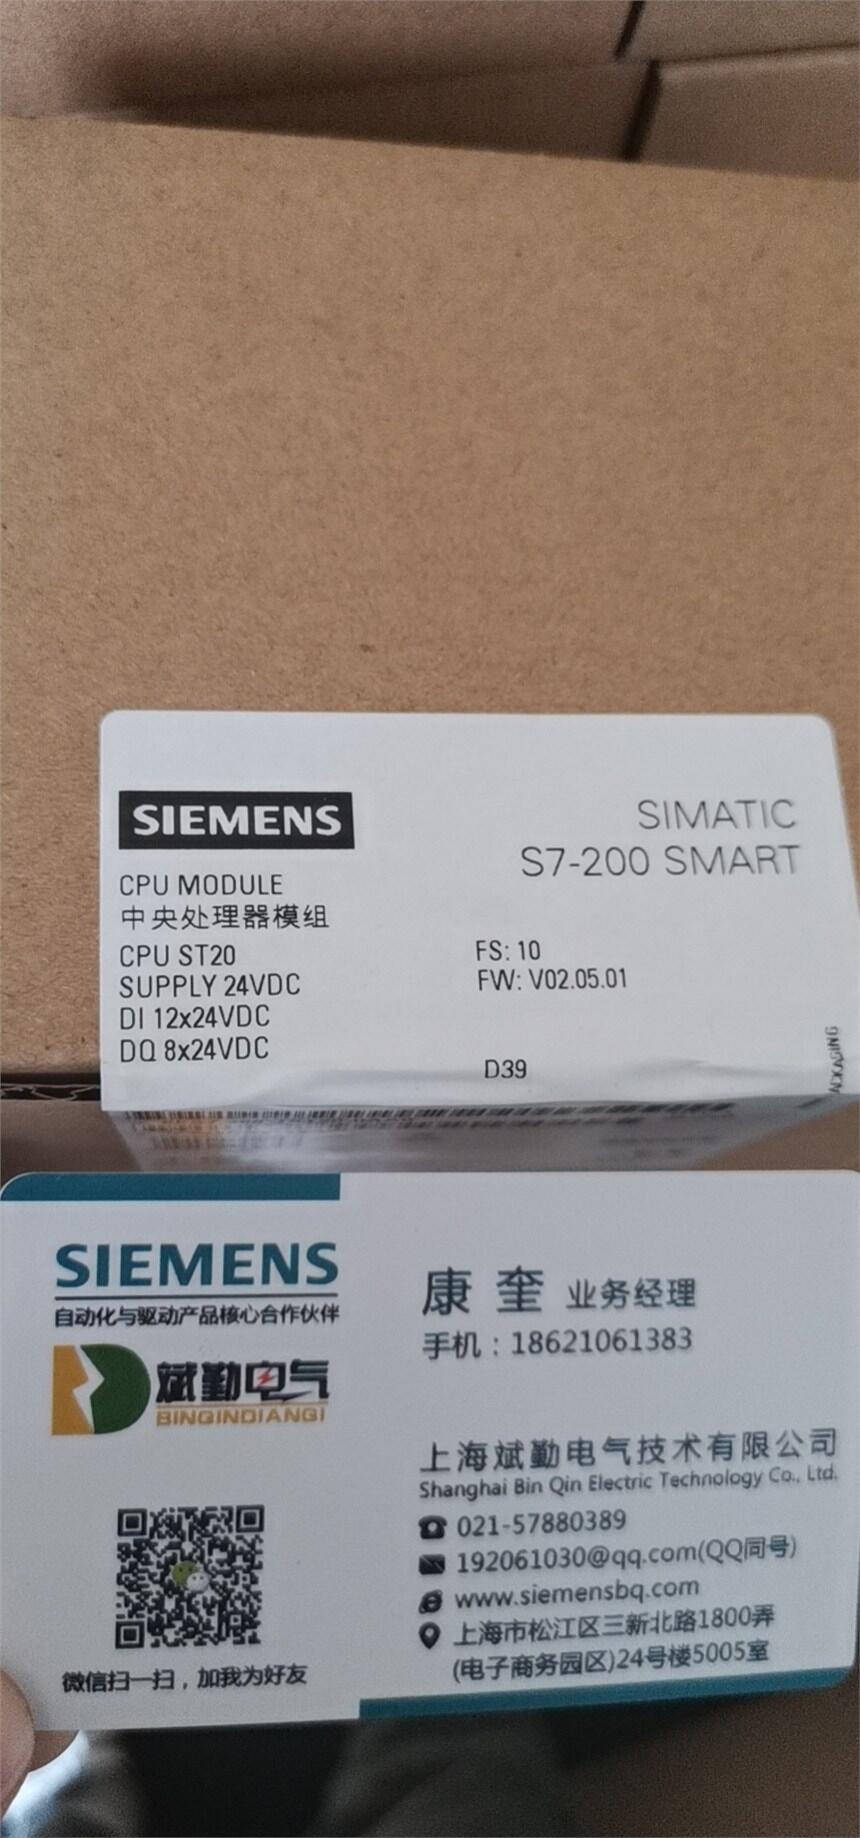 SIEMENS
SIMATIC
S7-200 SMART
CPU MODULE
中央处理器模组
CPU ST20
SUPPLY 24VDC
DI 12x24VDC
DQ 8x24VDC
FS: 10
FW: V02.05.01
D39
SIEMENS
自动化与驱动产品核心合作伙伴
斌勤电气
BINQINDIANQI
微信扫一扫，加我为好友
康 奎 业务经理
手机：18621061383
上海斌勤电气技术有限公司
Shanghai Bin Qin Electric Technology Co., Ltd.
021-57880389
192061030@qq.com(QQ同号)
www.siemensbq.com
上海市松江区三新北路1800弄
(电子商务园区)24号楼5005室